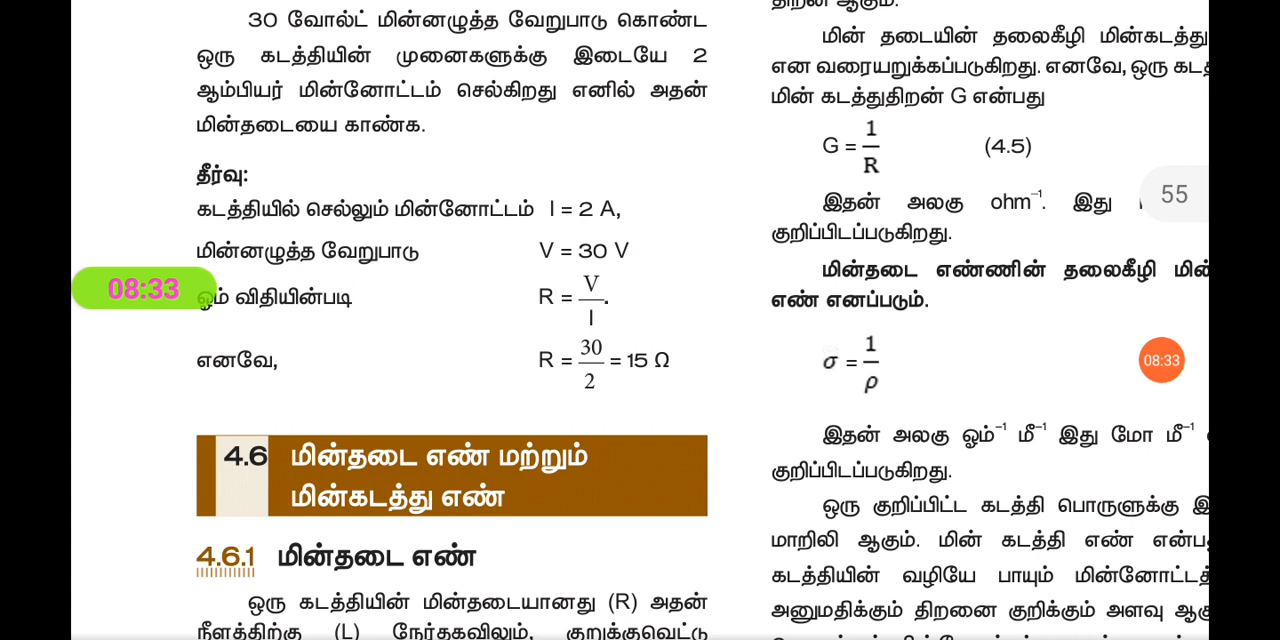 30 வோல்ட் மின்னழுத்த வேறுபாடு கொண்ட
ஒரு கடத்தியின் முனைகளுக்கு இடையே 2
ஆம்பியர் மின்னோட்டம் செல்கிறது எனில் அதன்
மின்தடையை காண்க.
தீர்வு:
கடத்தியில் செல்லும் மின்னோட்டம் I = 2 A,
மின்னழுத்த வேறுபாடு V = 30 V
08:33
ஓம் விதியின்படி R = V/I.
எனவே, R = 30/2 = 15 Ω
4.6 மின்தடை எண் மற்றும்
மின்கடத்து எண்
4.6.1 மின்தடை எண்
ஒரு கடத்தியின் மின்தடையானது (R) அதன்
நீளத்திற்கு (L) நேர்தகவிலும், குறுக்குவெட்டு
ஆகும்.
மின் தடையின் தலைகீழி
என வரையறுக்கப்படுகிறது. எனவே, ஒரு
மின் கடத்துதிறன் G என்பது
G = 1/R (4.5)
55
இதன் அலகு ohm⁻¹. இது
குறிப்பிடப்படுகிறது.
மின்தடை எண்ணின் தலைகீழி
எண் எனப்படும்.
σ = 1/ρ
08:33
இதன் அலகு ஓம்⁻¹ மீ⁻¹ இது மோ மீ⁻¹
குறிப்பிடப்படுகிறது.
ஒரு குறிப்பிட்ட கடத்தி பொருளுக்கு
மாறிலி ஆகும். மின் கடத்தி எண்
கடத்தியின் வழியே பாயும்
அனுமதிக்கும் திறனை குறிக்கும் அளவு